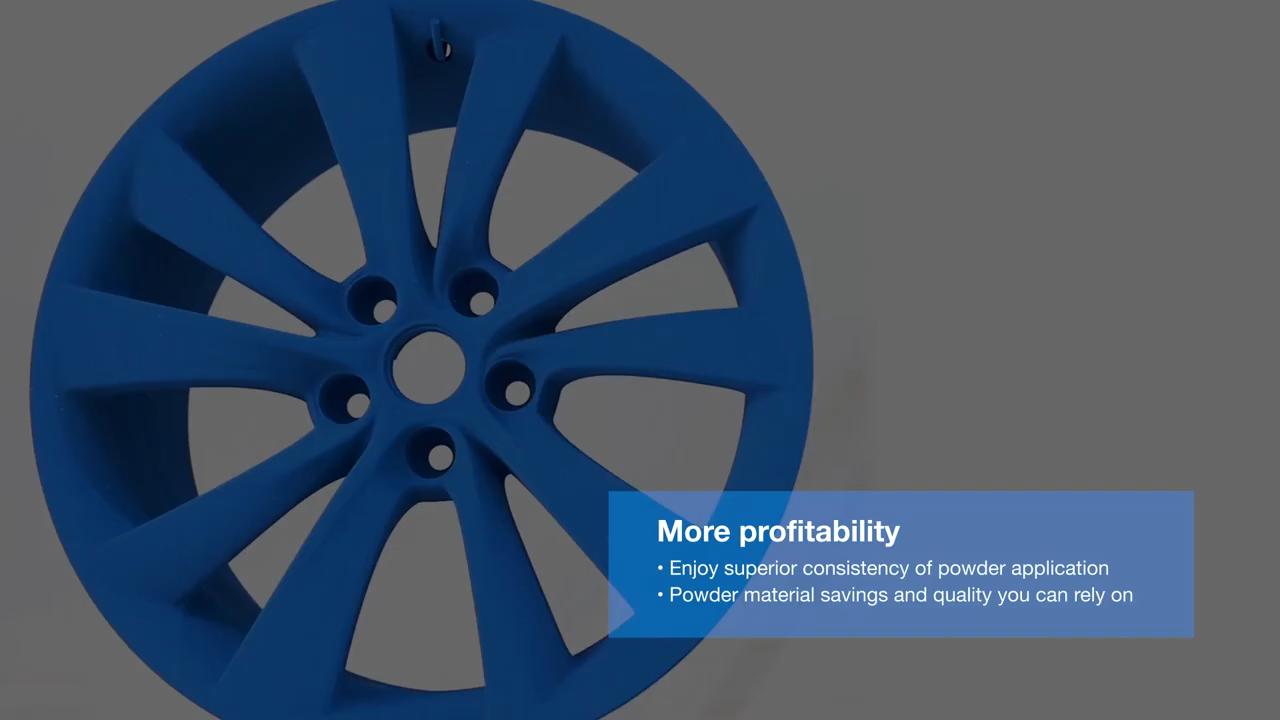 More profitability
• Enjoy superior consistency of powder application
• Powder material savings and quality you can rely on